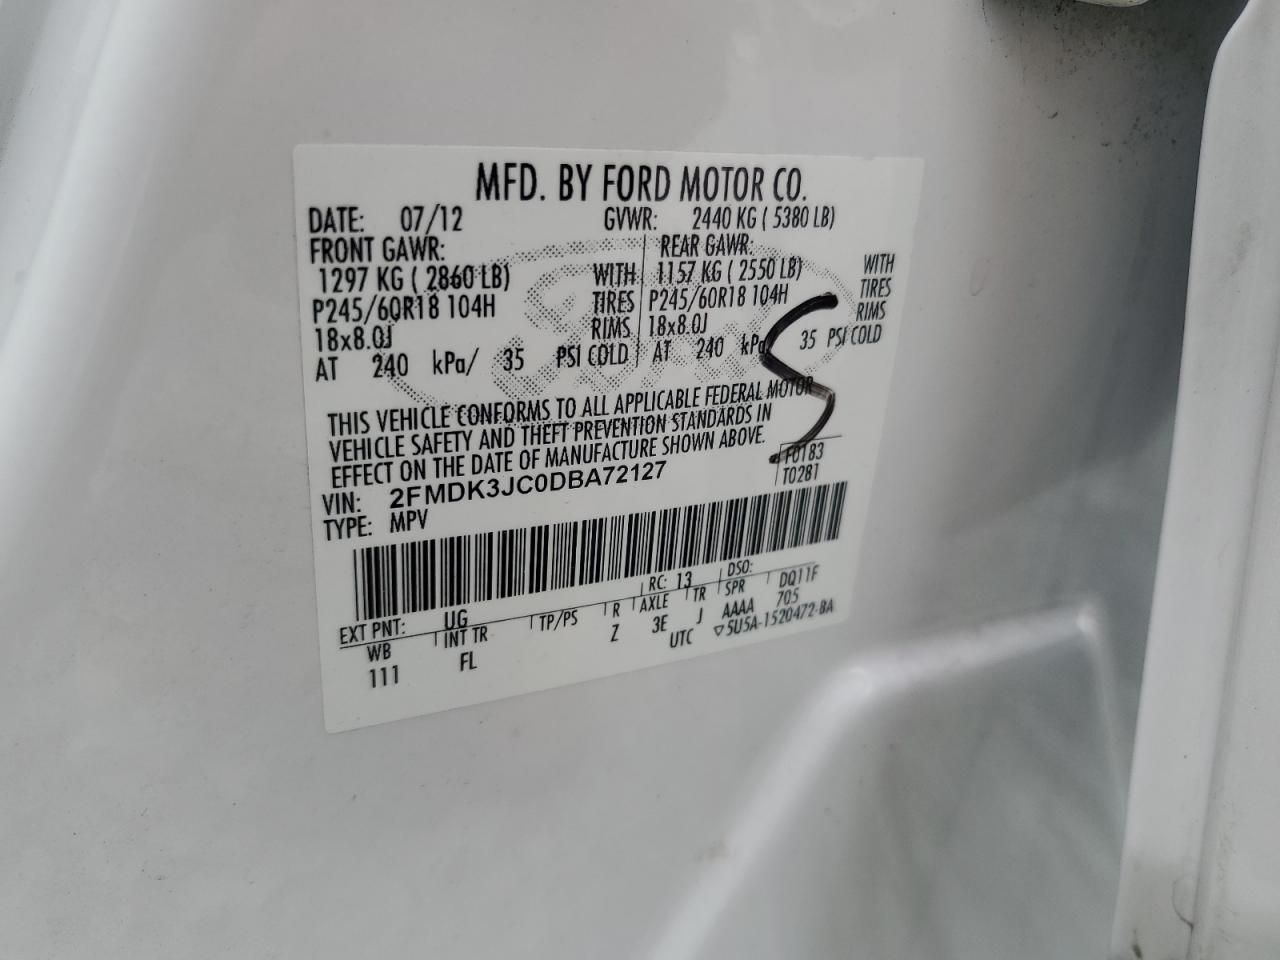 MFD. BY FORD MOTOR CO.
DATE: 07/12 GVWR: 2440 KG ( 5380 LB)
FRONT GAWR: REAR GAWR:
1297 KG ( 2860 LB) WITH 1157 KG ( 2550 LB) WITH
P245/60R18 104H TIRES P245/60R18 104H TIRES
18x8.0J RIMS 18x8.0J RIMS
AT 240 kPa/ 35 PSI COLD AT 240 kPa 35 PSI COLD
THIS VEHICLE CONFORMS TO ALL APPLICABLE FEDERAL MOTOR
VEHICLE SAFETY AND THEFT PREVENTION STANDARDS IN
EFFECT ON THE DATE OF MANUFACTURE SHOWN ABOVE.
F0183
T0281
VIN: 2FMDK3JC0DBA72127
TYPE: MPV
EXT PNT: UG RC: 13 DSO:
WB INT TR TP/PS R AXLE TR SPR DQ11F
111 FL Z 3E J AAAA 705
UTC ▽5U5A-1520472-BA